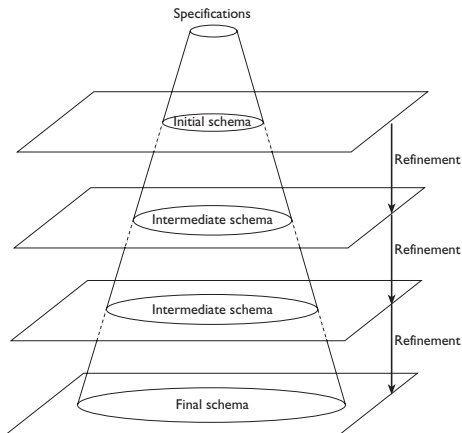 Specifications
Initial schema
Refinement
Intermediate schema
Refinement
Intermediate schema
Refinement
Final schema